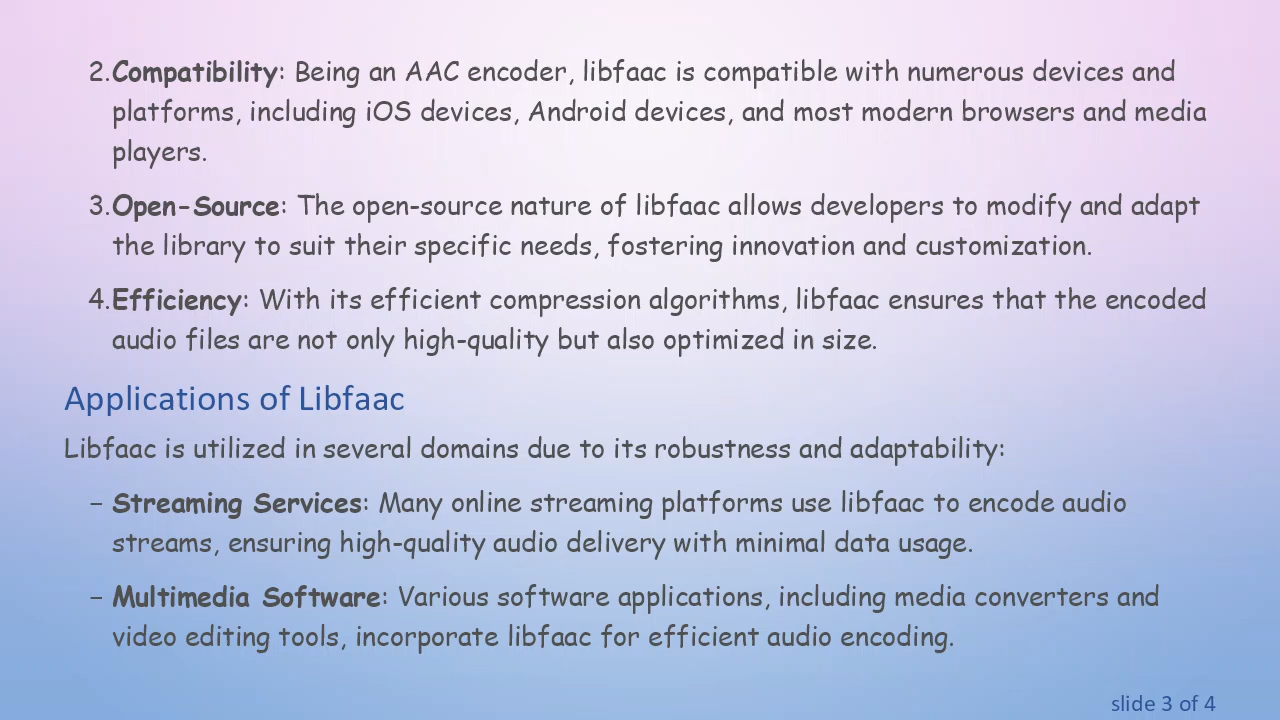 2.Compatibility: Being an AAC encoder, libfaac is compatible with numerous devices and
platforms, including iOS devices, Android devices, and most modern browsers and media
players.
3.Open-Source: The open-source nature of libfaac allows developers to modify and adapt
the library to suit their specific needs, fostering innovation and customization.
4.Efficiency: With its efficient compression algorithms, libfaac ensures that the encoded
audio files are not only high-quality but also optimized in size.
Applications of Libfaac
Libfaac is utilized in several domains due to its robustness and adaptability:
– Streaming Services: Many online streaming platforms use libfaac to encode audio
streams, ensuring high-quality audio delivery with minimal data usage.
– Multimedia Software: Various software applications, including media converters and
video editing tools, incorporate libfaac for efficient audio encoding.
slide 3 of 4